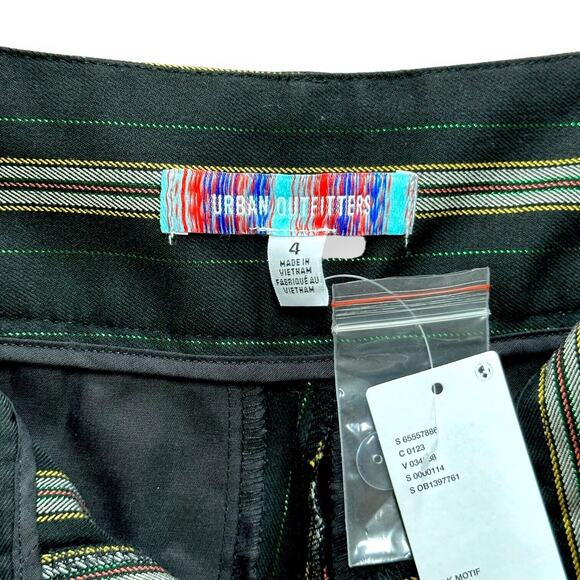 URBAN OUTFITTERS
4
MADE IN
VIETNAM
FABRIQUÉ AU
VIETNAM
S 65557886
C 0123
S 0000114
S OB1397761
MOTIF